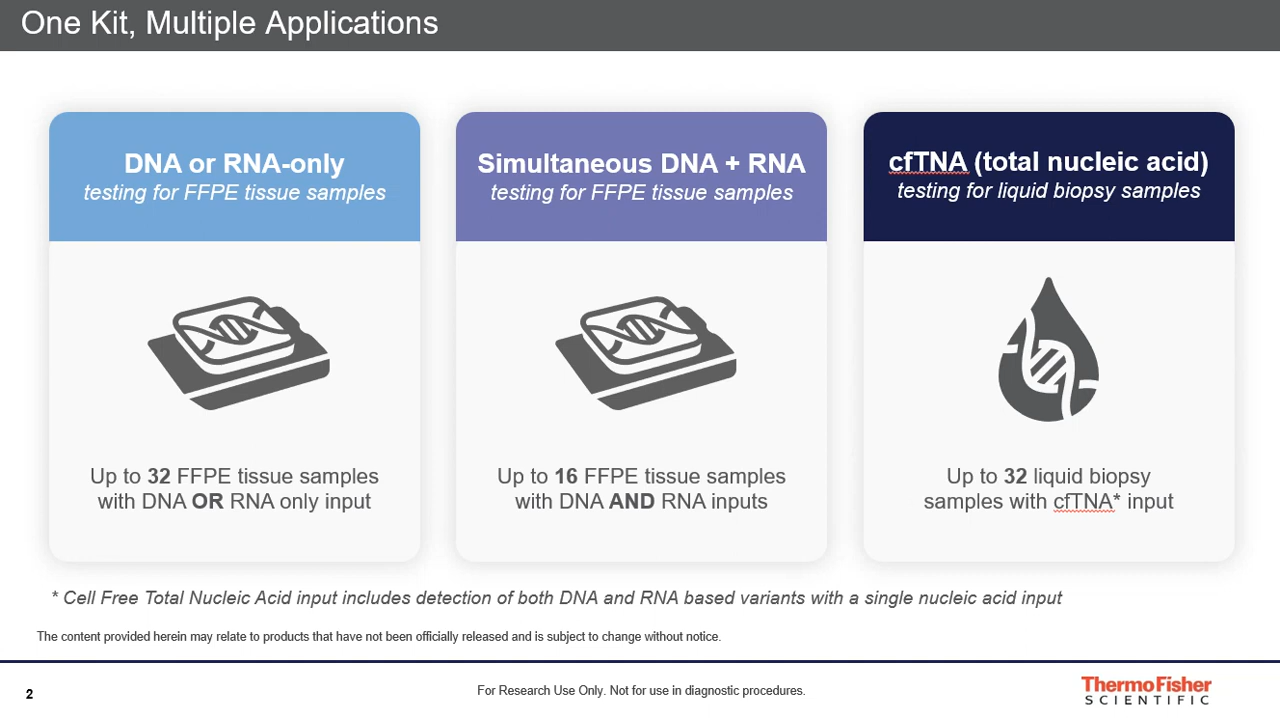 One Kit, Multiple Applications
DNA or RNA-only
testing for FFPE tissue samples
Up to 32 FFPE tissue samples
with DNA OR RNA only input
Simultaneous DNA + RNA
testing for FFPE tissue samples
Up to 16 FFPE tissue samples
with DNA AND RNA inputs
cfTNA (total nucleic acid)
testing for liquid biopsy samples
Up to 32 liquid biopsy
samples with cfTNA* input
* Cell Free Total Nucleic Acid input includes detection of both DNA and RNA based variants with a single nucleic acid input
The content provided herein may relate to products that have not been officially released and is subject to change without notice.
2
For Research Use Only. Not for use in diagnostic procedures.
ThermoFisher
SCIENTIFIC